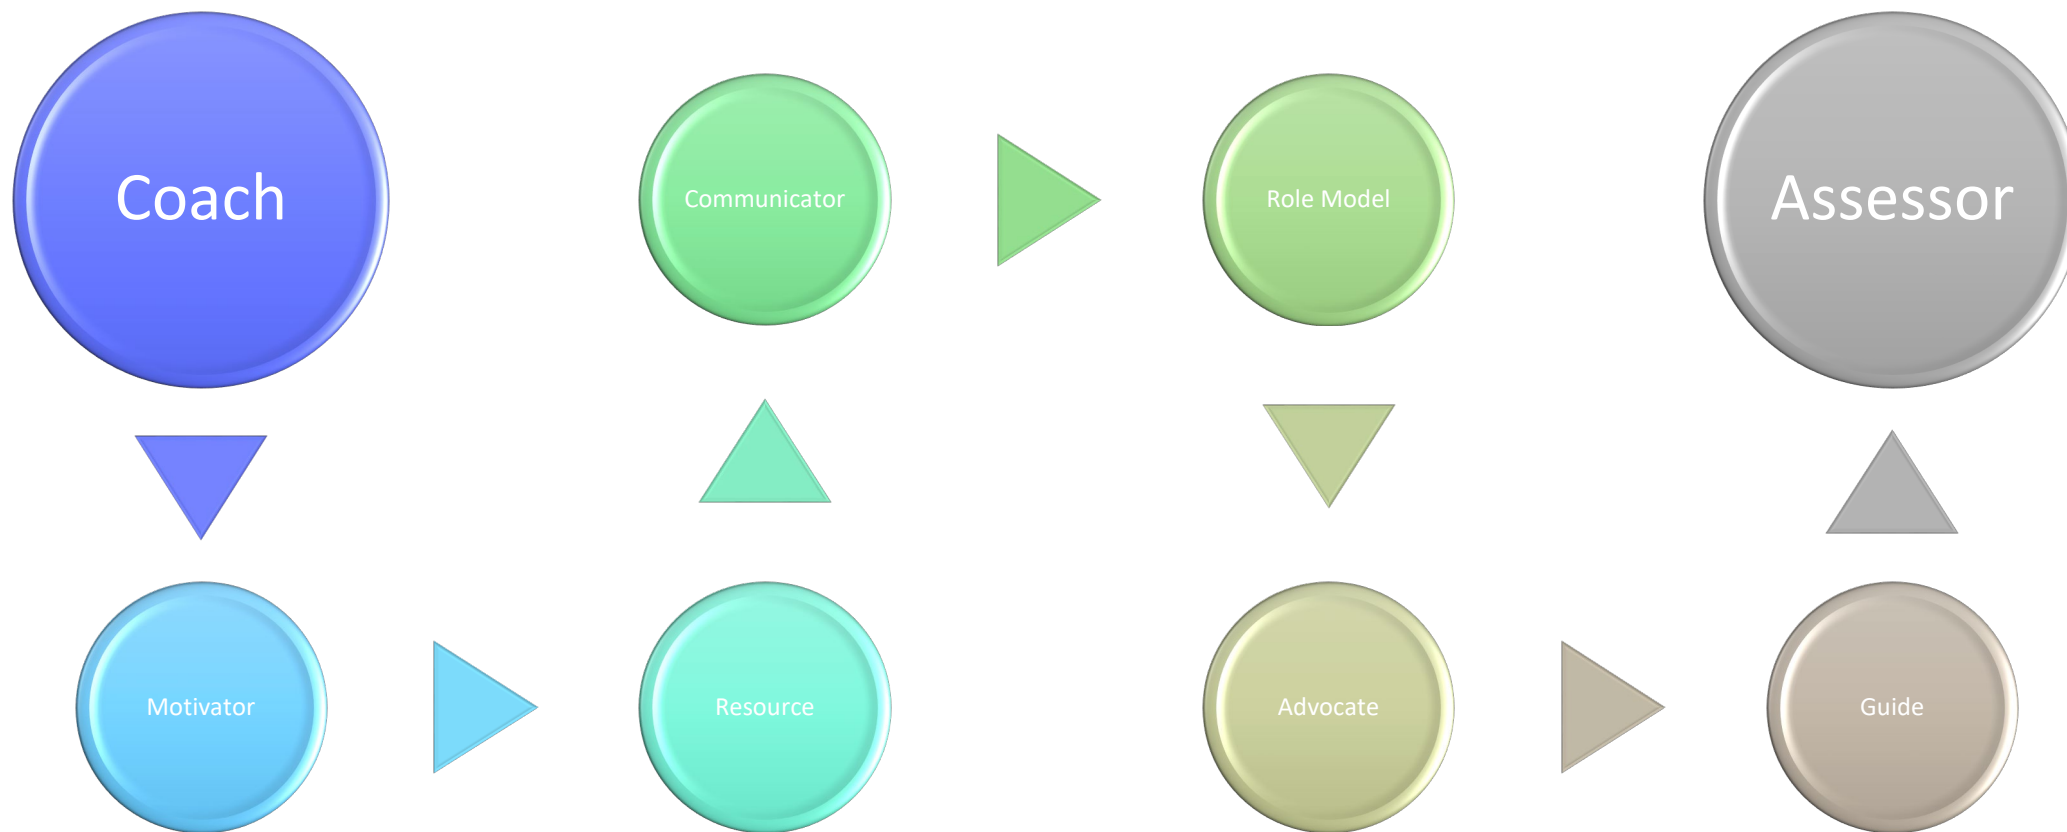 Coach
Motivator
Resource
Communicator
Role Model
Advocate
Guide
Assessor